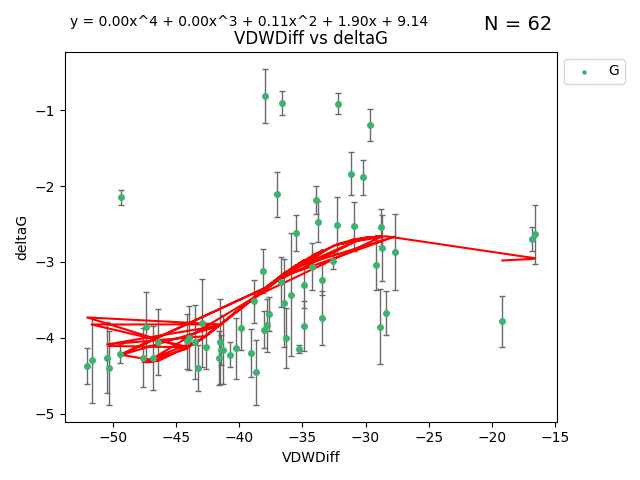 y = 0.00x^4 + 0.00x^3 + 0.11x^2 + 1.90x + 9.14
N = 62
VDWDiff vs deltaG
G
deltaG
−1
−2
−3
−4
−5
−50 −45 −40 −35 −30 −25 −20 −15
VDWDiff